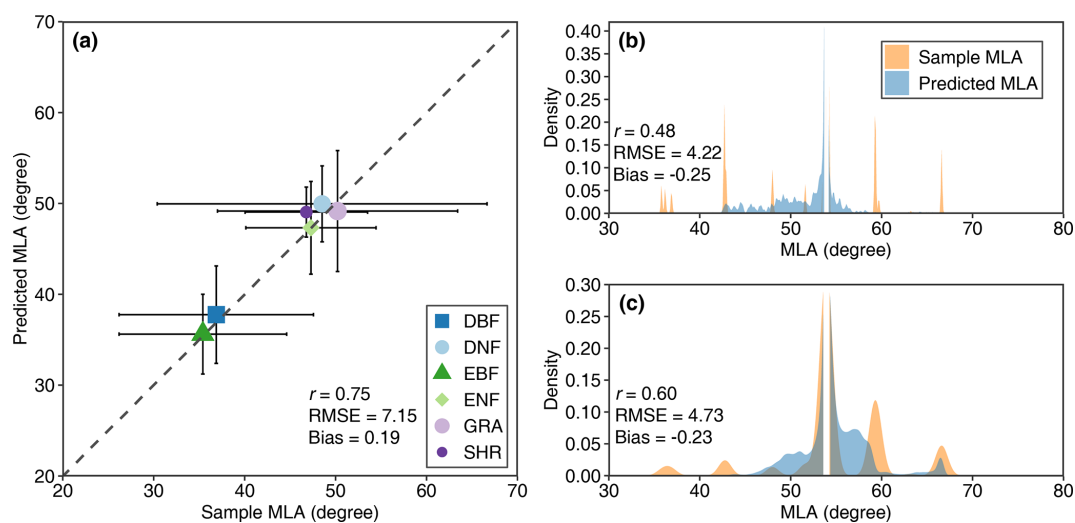 (a)
70
60
50
40
30
20
Predicted MLA (degree)
20 30 40 50 60 70
Sample MLA (degree)
r = 0.75
RMSE = 7.15
Bias = 0.19
DBF
DNF
EBF
ENF
GRA
SHR
(b)
0.40
0.35
0.30
0.25
0.20
0.15
0.10
0.05
0.00
Density
Sample MLA
Predicted MLA
r = 0.48
RMSE = 4.22
Bias = -0.25
30 40 50 60 70 80
MLA (degree)
(c)
0.30
0.25
0.20
0.15
0.10
0.05
0.00
Density
r = 0.60
RMSE = 4.73
Bias = -0.23
30 40 50 60 70 80
MLA (degree)